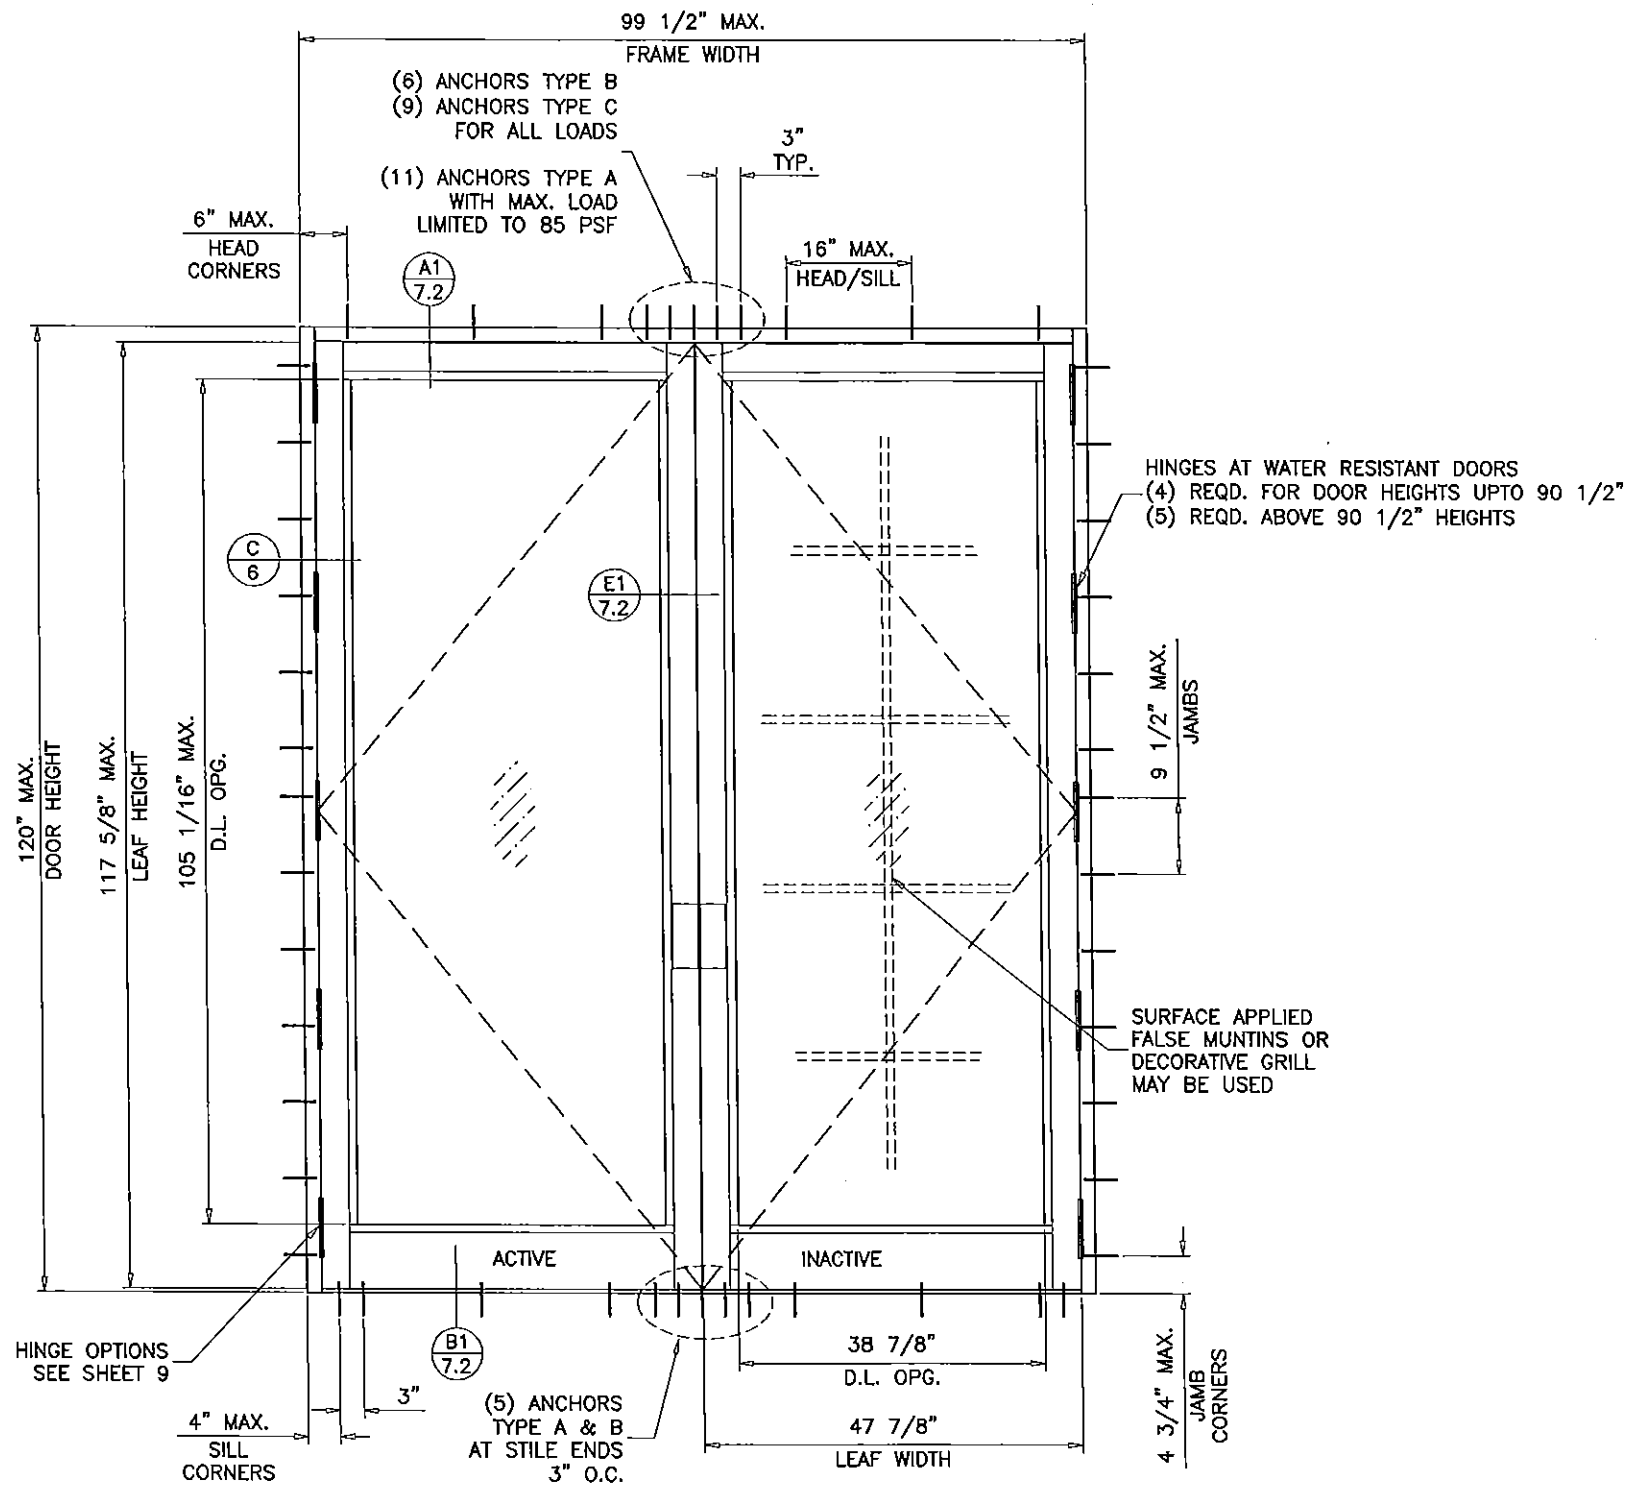 99 1/2" MAX.
FRAME WIDTH
(6) ANCHORS TYPE B
(9) ANCHORS TYPE C
FOR ALL LOADS
(11) ANCHORS TYPE A
WITH MAX. LOAD
LIMITED TO 85 PSF
3"
TYP.
6" MAX.
HEAD
CORNERS
A1
7.2
16" MAX.
HEAD/SILL
HINGES AT WATER RESISTANT DOORS
(4) REQD. FOR DOOR HEIGHTS UPTO 90 1/2"
(5) REQD. ABOVE 90 1/2" HEIGHTS
C
6
E1
7.2
9 1/2" MAX.
JAMBS
120" MAX.
DOOR HEIGHT
117 5/8" MAX.
LEAF HEIGHT
105 1/16" MAX.
D.L. OPG.
SURFACE APPLIED
FALSE MUNTINS OR
DECORATIVE GRILL
MAY BE USED
ACTIVE
INACTIVE
HINGE OPTIONS
SEE SHEET 9
B1
7.2
38 7/8"
D.L. OPG.
4 3/4" MAX.
JAMB
CORNERS
3"
4" MAX.
SILL
CORNERS
(5) ANCHORS
TYPE A & B
AT STILE ENDS
3" O.C.
47 7/8"
LEAF WIDTH